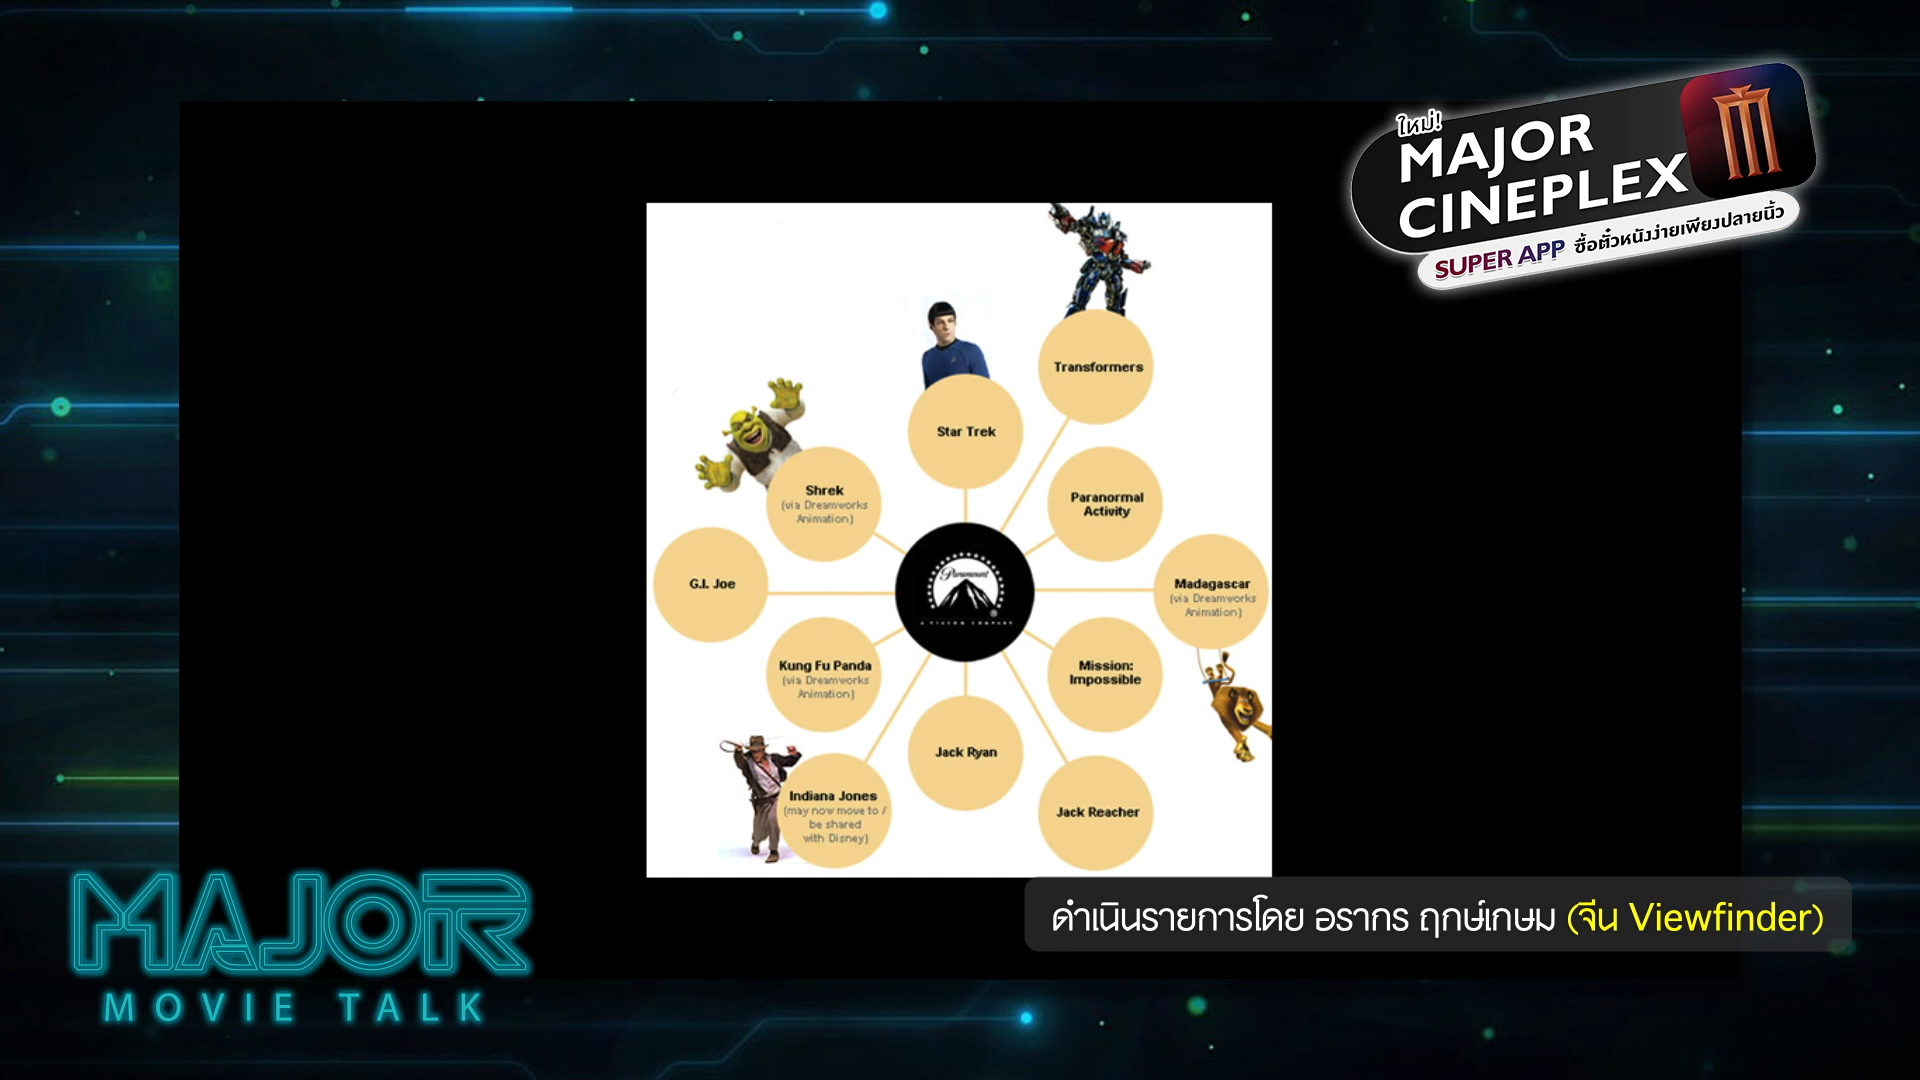 ใหม่!
MAJOR
CINEPLEX
SUPER APP ซื้อตั๋วหนังง่ายเพียงปลายนิ้ว
Transformers
Star Trek
Shrek
(via Dreamworks
Animation)
Paranormal
Activity
G.I. Joe
Paramount
A VIACOM COMPANY
Madagascar
(via Dreamworks
Animation)
Kung Fu Panda
(via Dreamworks
Animation)
Mission:
Impossible
Jack Ryan
Indiana Jones
(may now move to /
be shared
with Disney)
Jack Reacher
MAJOR
MOVIE TALK
ดำเนินรายการโดย อรากร ฤกษ์เกษม (จีน Viewfinder)